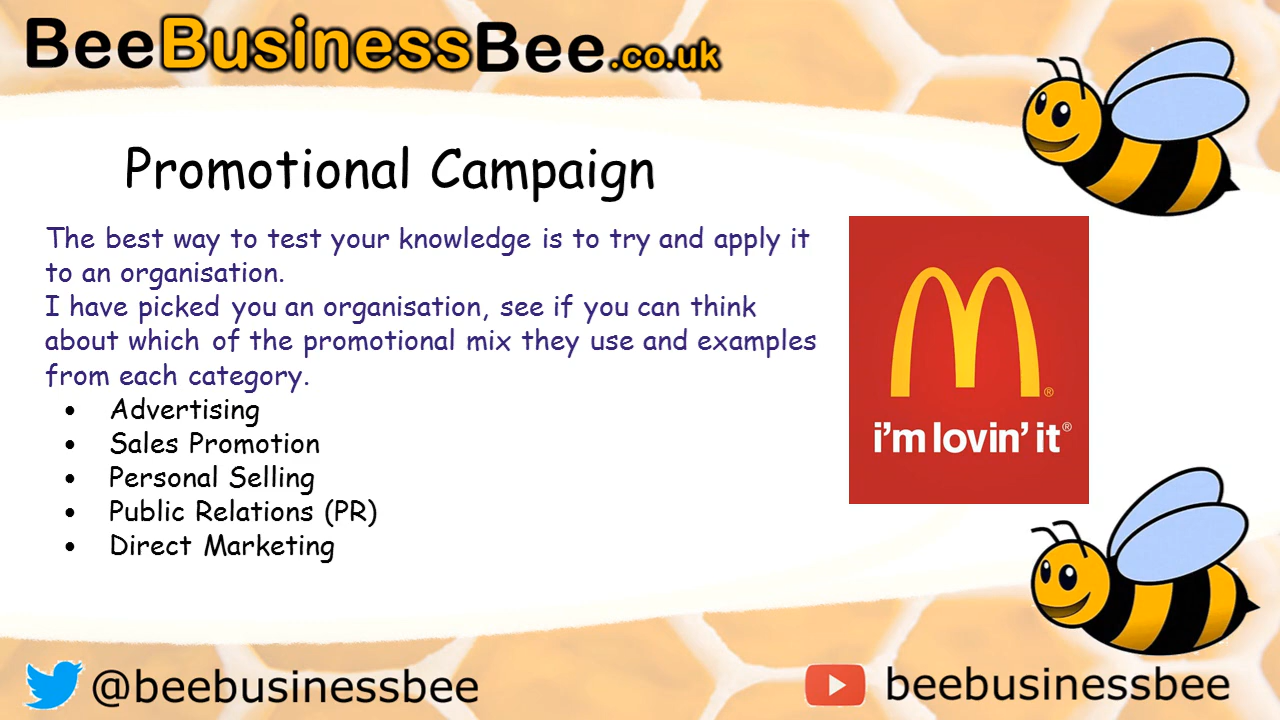 BeeBusinessBee.co.uk
Promotional Campaign
The best way to test your knowledge is to try and apply it
to an organisation.
I have picked you an organisation, see if you can think
about which of the promotional mix they use and examples
from each category.
• Advertising
• Sales Promotion
• Personal Selling
• Public Relations (PR)
• Direct Marketing
M®
i'm lovin' it®
@beebusinessbee
beebusinessbee